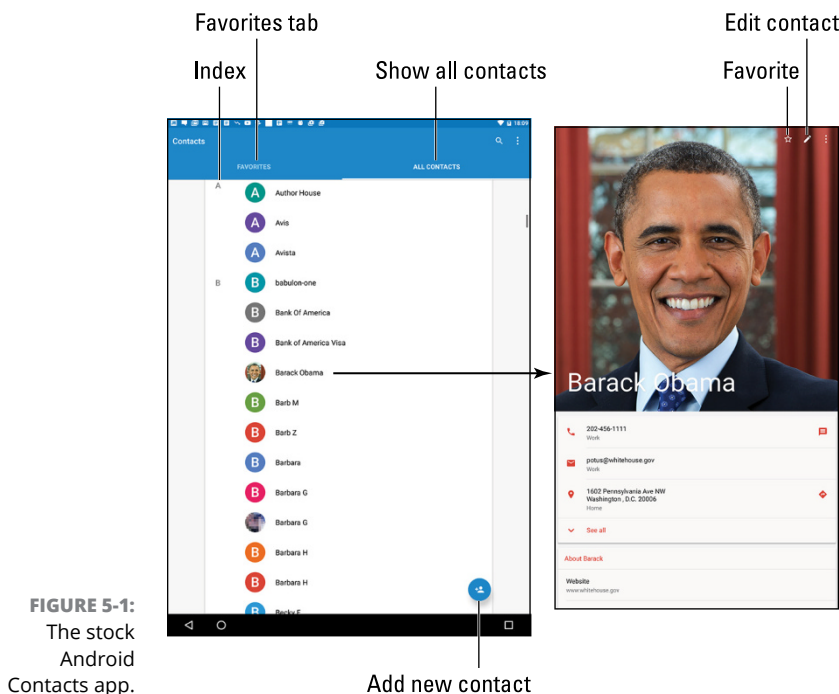 Favorites tab
Edit contact
Index
Show all contacts
Favorite
18:09
Contacts
FAVORITES
ALL CONTACTS
A
A Author House
A Avis
A Avista
B
B babulon-one
B Bank Of America
B Bank of America Visa
Barack Obama
B Barb M
B Barb Z
B Barbara
B Barbara G
Barbara G
B Barbara H
B Barbara H
B Becky E
Barack Obama
202-456-1111
Work
potus@whitehouse.gov
Work
1602 Pennsylvania Ave NW
Washington , D.C. 20006
Home
See all
About Barack
Website
www.whitehouse.gov
FIGURE 5-1:
The stock
Android
Contacts app.
Add new contact